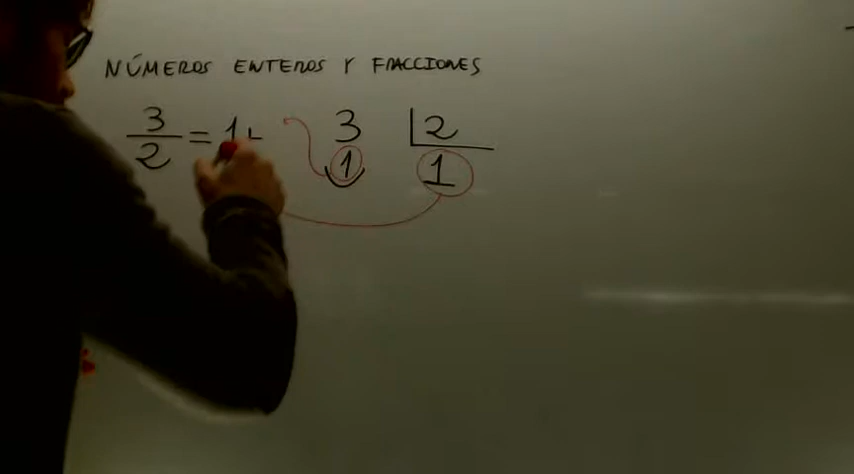 NÚMEROS ENTEROS Y FRACCIONES
3/2 = 1+ 3 |2
1 1